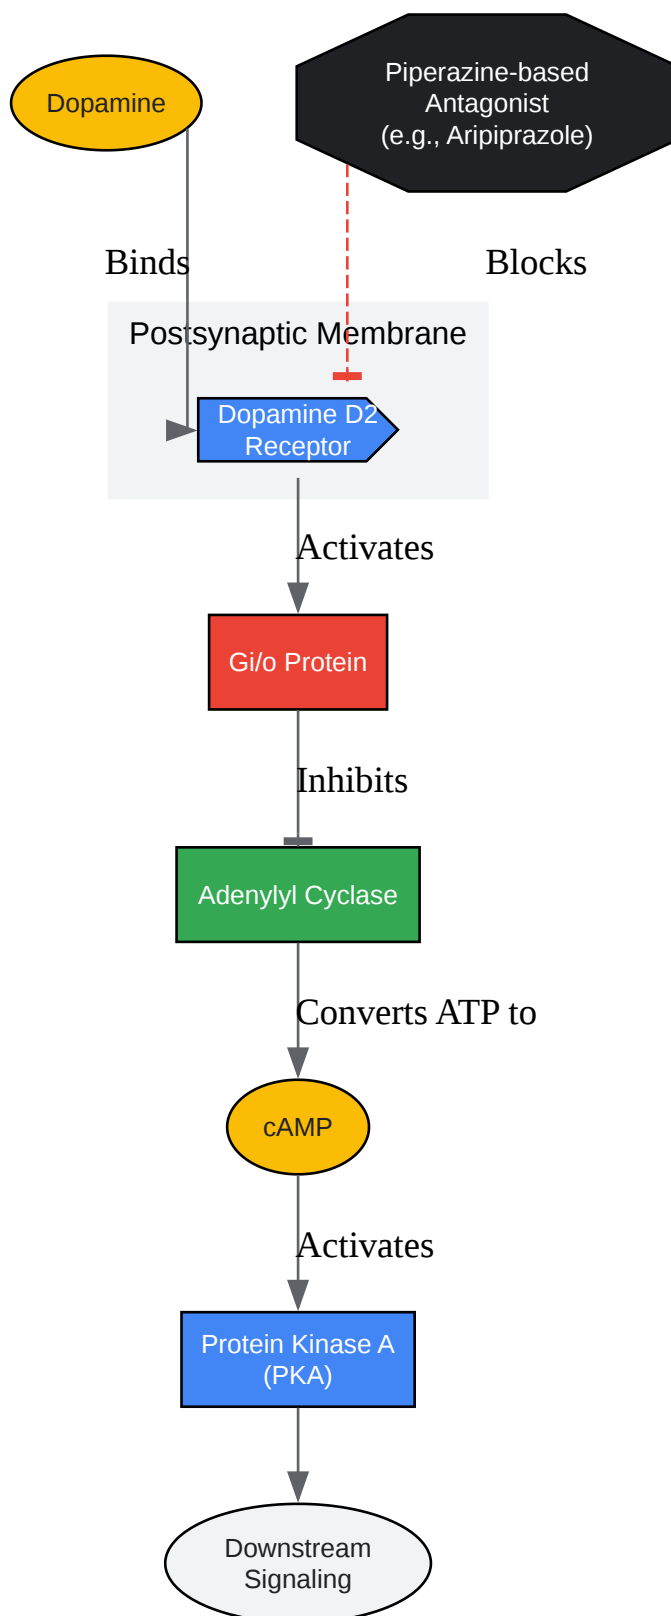 Dopamine
Piperazine-based
Antagonist
(e.g., Aripiprazole)
Binds
Blocks
Postsynaptic Membrane
Dopamine D2
Receptor
Activates
Gi/o Protein
Inhibits
Adenylyl Cyclase
Converts ATP to
cAMP
Activates
Protein Kinase A
(PKA)
Downstream
Signaling